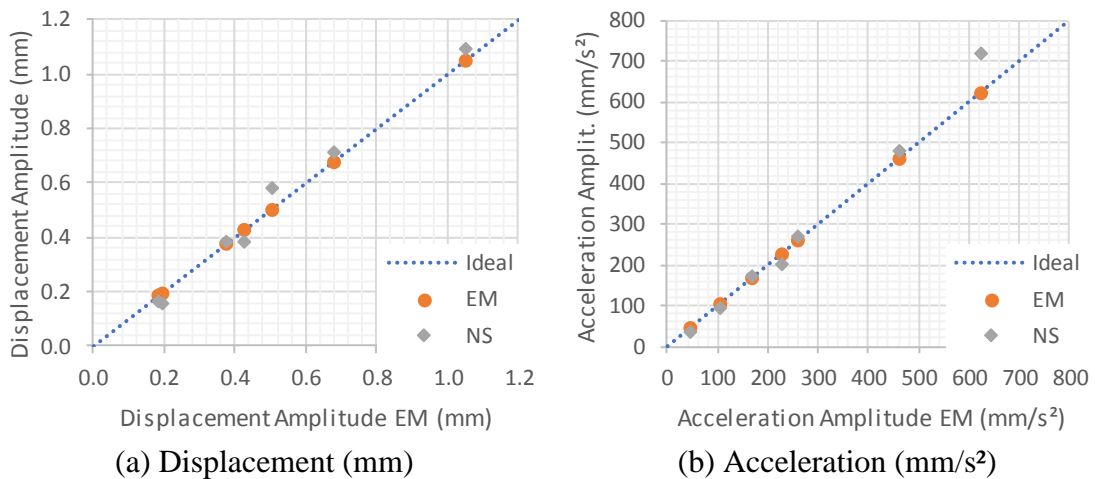 Displacement Amplitude (mm)
1.2
1.0
0.8
0.6
0.4
0.2
0.0
0.0 0.2 0.4 0.6 0.8 1.0 1.2
Ideal
EM
NS
Displacement Amplitude EM (mm)
(a) Displacement (mm)
Acceleration Amplit. (mm/s²)
800
700
600
500
400
300
200
100
0
0 100 200 300 400 500 600 700 800
Ideal
EM
NS
Acceleration Amplitude EM (mm/s²)
(b) Acceleration (mm/s²)